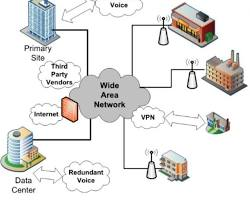 Voice
Primary
Site
Third
Party
Vendors
Wide
Area
Network
Internet
VPN
Data
Center
Redundant
Voice